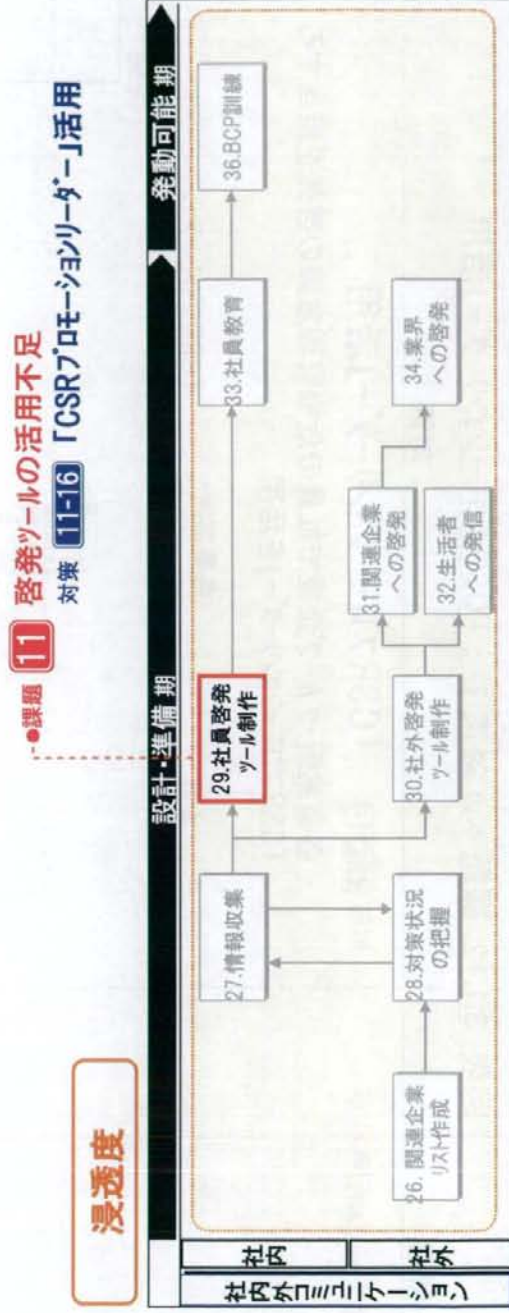 ●課題 11 啓発ツールの活用不足
対策 11-16 「CSRプロモーションリーダー」活用
浸透度
設計・準備 期
発動可能 期
社内外コミュニケーション
社内
社外
26. 関連企業
リスト作成
27.情報収集
28.対策状況
の把握
29.社員啓発
ツール制作
30.社外啓発
ツール制作
31.関連企業
への啓発
32.生活者
への発信
33.社員教育
34.業界
への啓発
36.BCP訓練